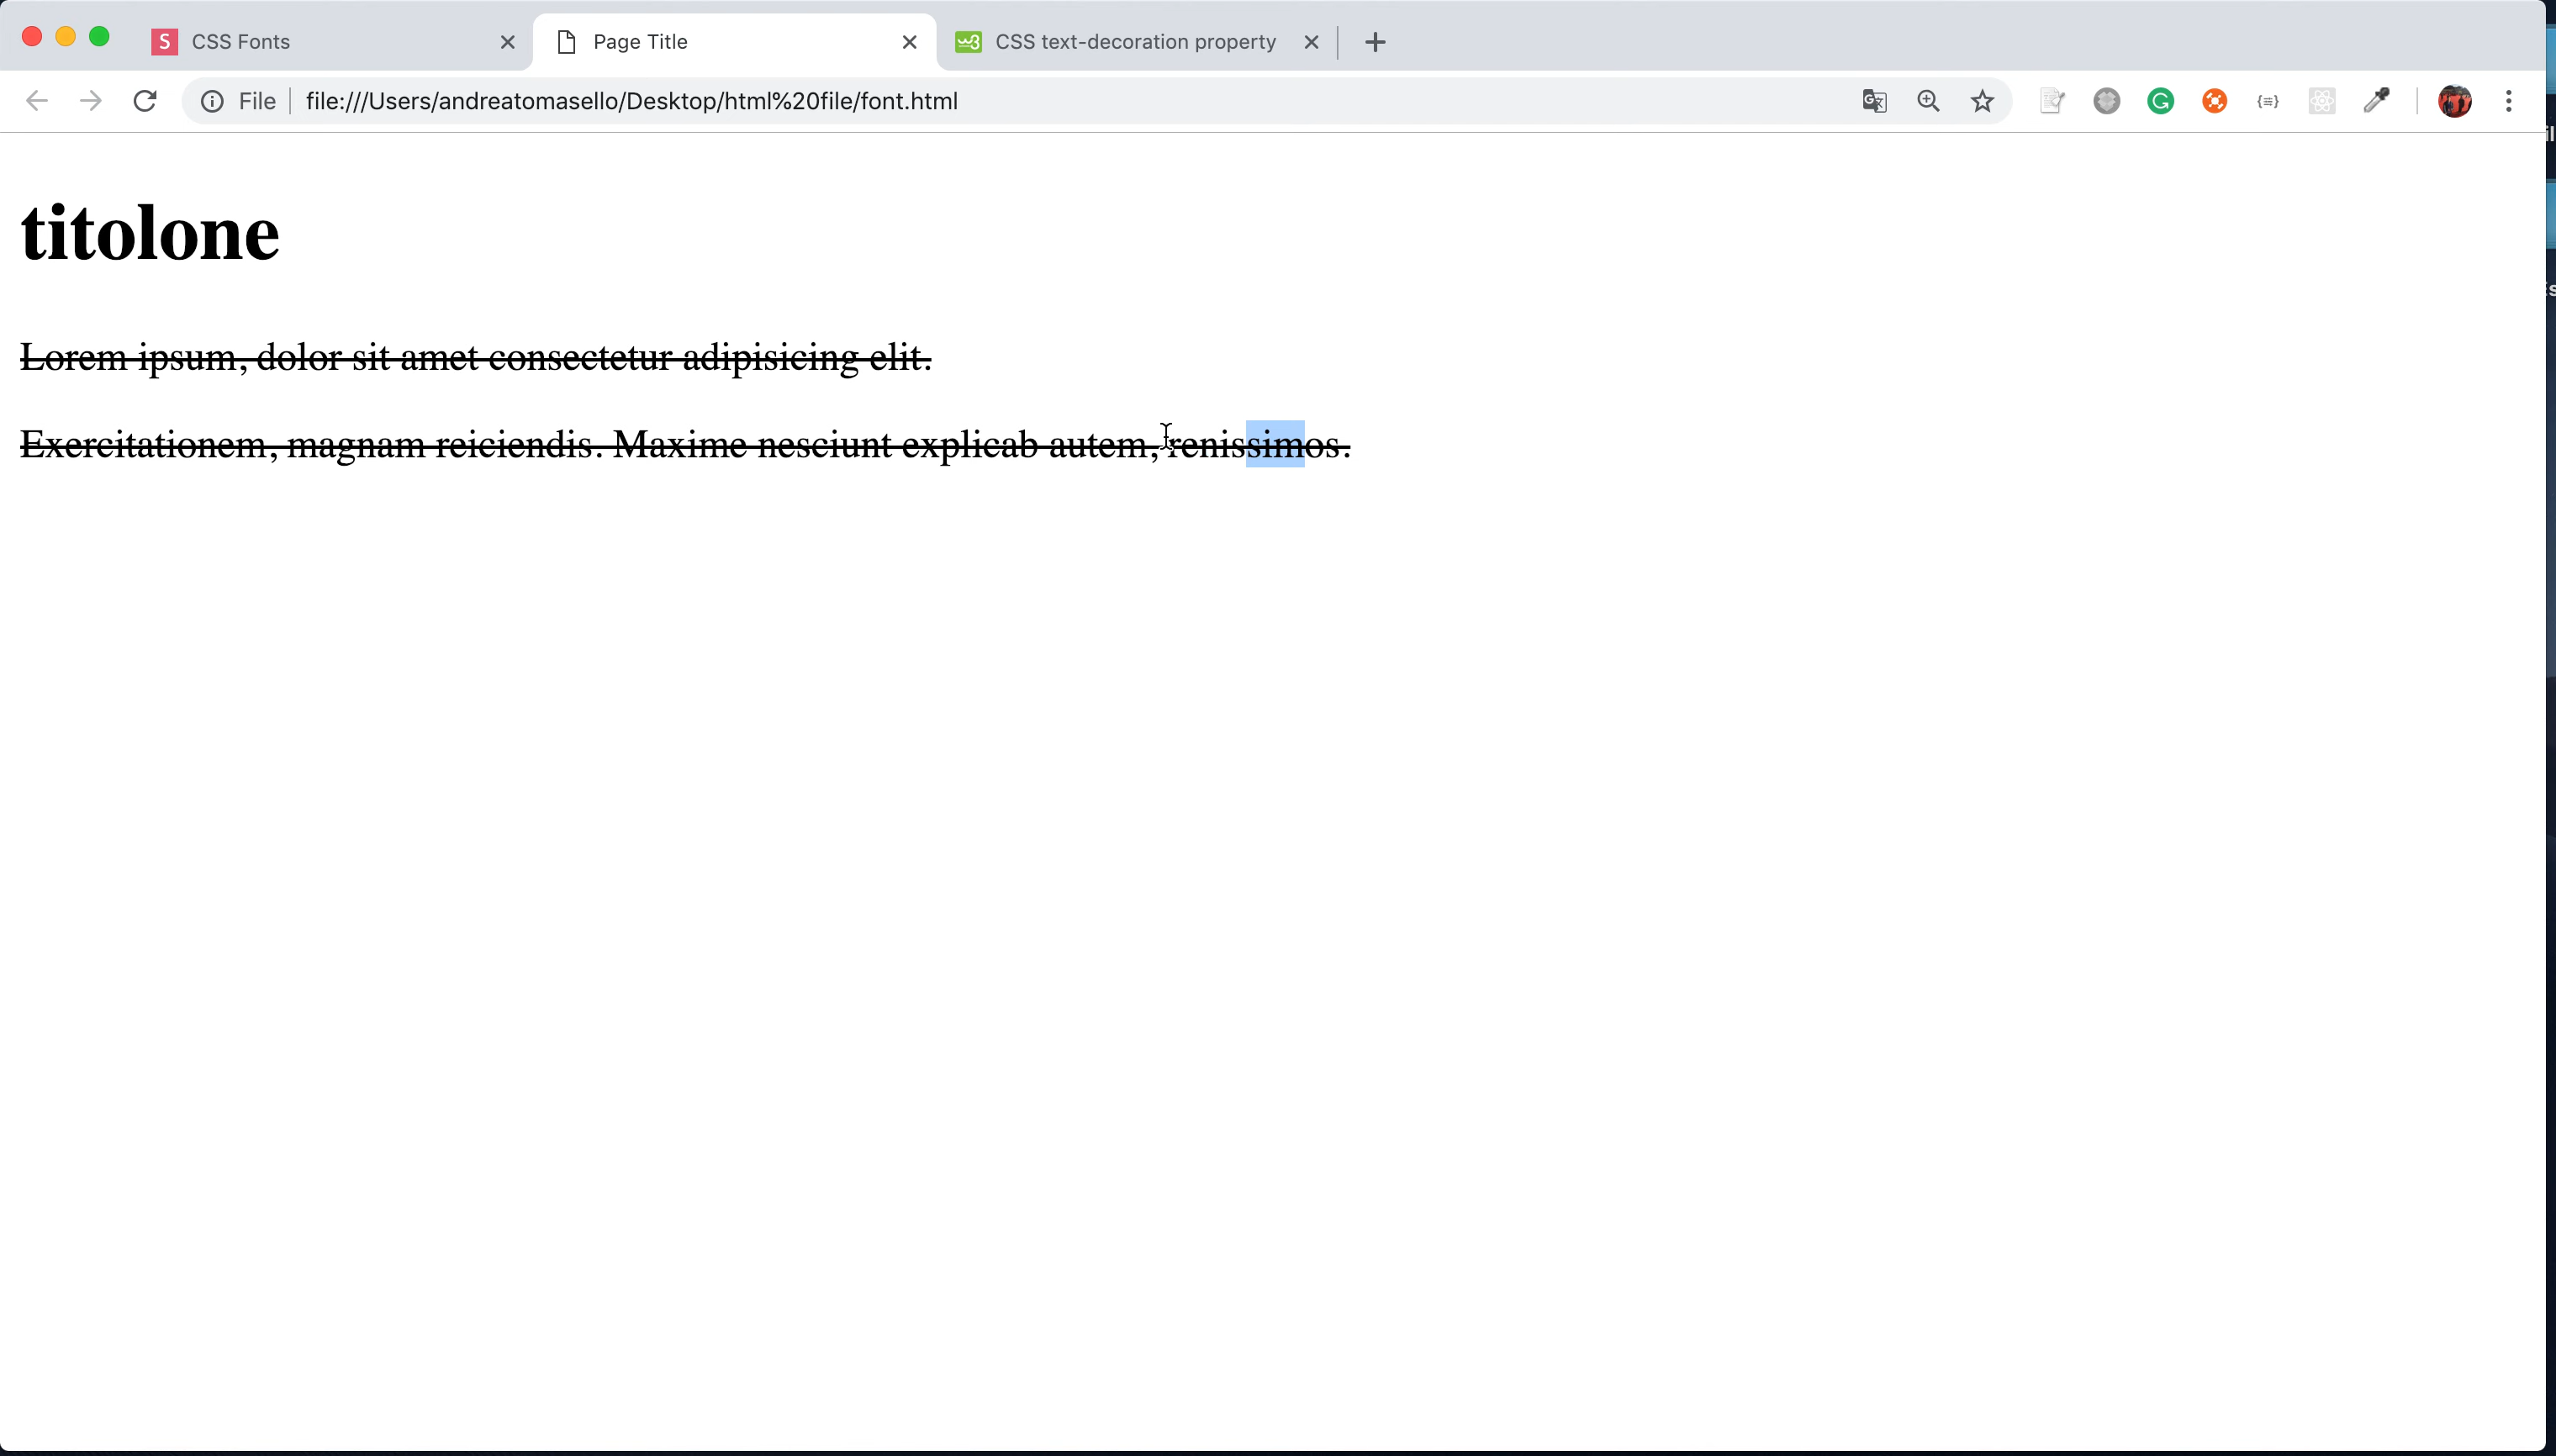 S CSS Fonts
Page Title
w3 CSS text-decoration property
File file:///Users/andreatomasello/Desktop/html%20file/font.html
titolone
Lorem ipsum, dolor sit amet consectetur adipisicing elit.
Exercitationem, magnam reiciendis. Maxime nesciunt explicab autem, renissimos.